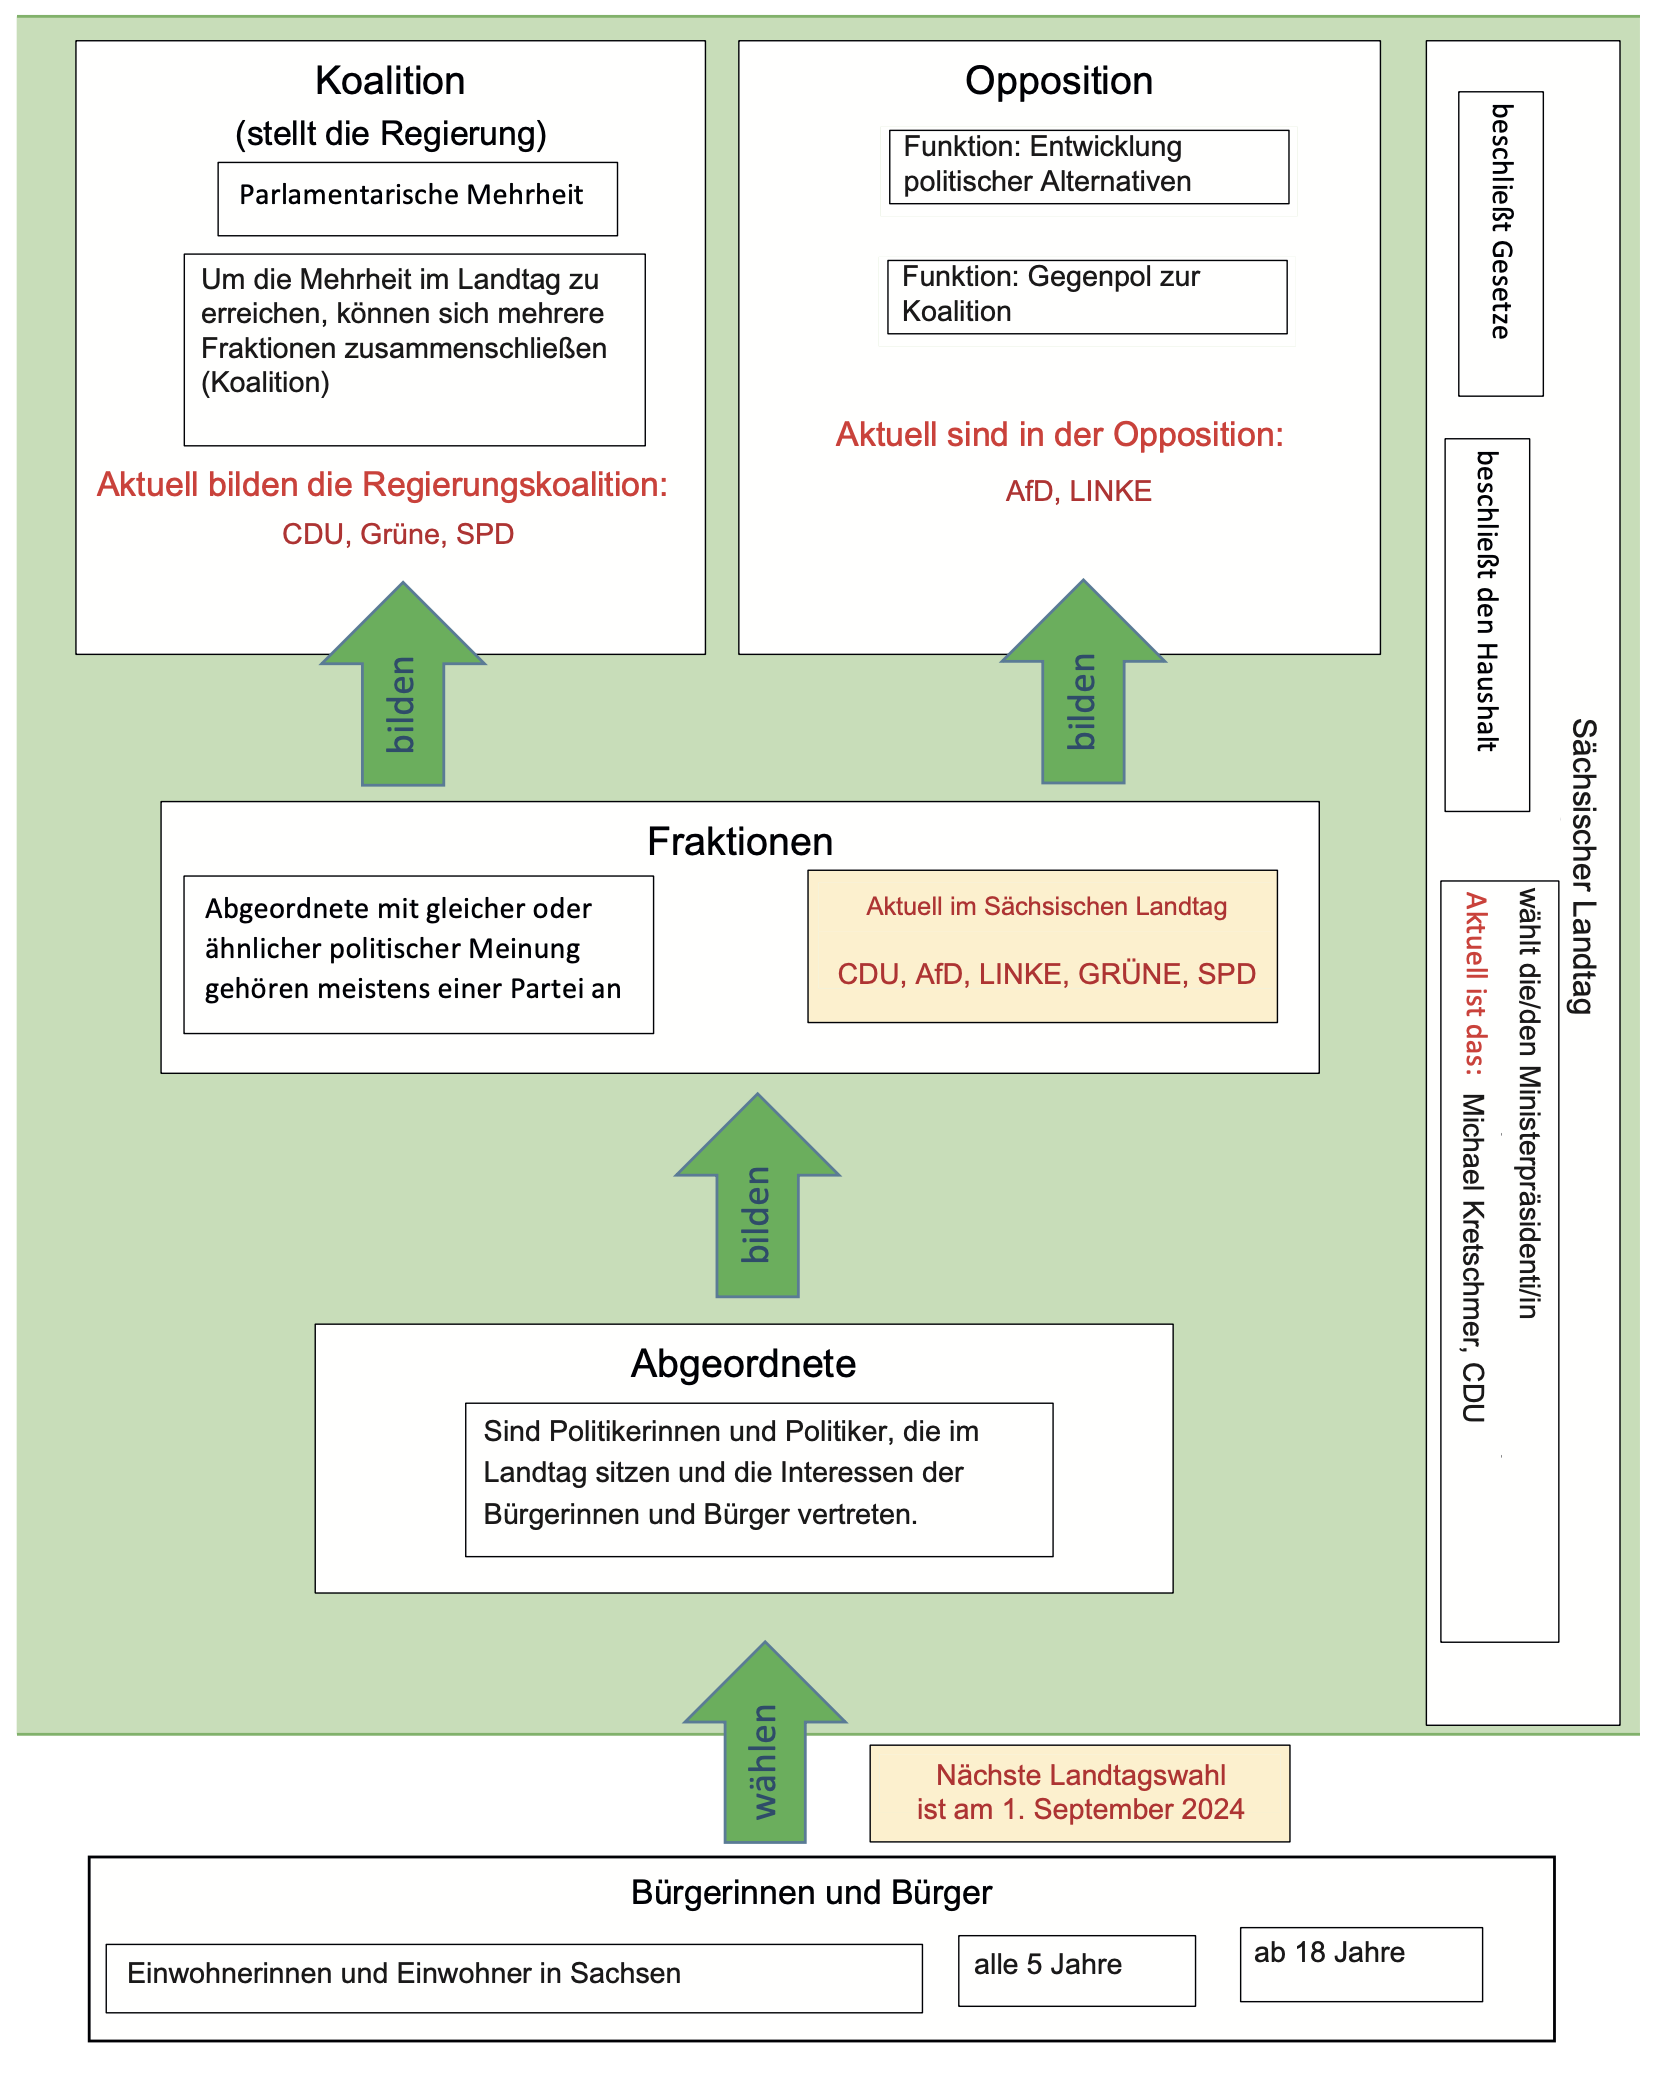 Koalition
(stellt die Regierung)
Parlamentarische Mehrheit
Um die Mehrheit im Landtag zu
erreichen, können sich mehrere
Fraktionen zusammenschließen
(Koalition)
Aktuell bilden die Regierungskoalition:
CDU, Grüne, SPD
Opposition
Funktion: Entwicklung
politischer Alternativen
Funktion: Gegenpol zur
Koalition
Aktuell sind in der Opposition:
AfD, LINKE
bilden
bilden
Fraktionen
Abgeordnete mit gleicher oder
ähnlicher politischer Meinung
gehören meistens einer Partei an
Aktuell im Sächsischen Landtag
CDU, AfD, LINKE, GRÜNE, SPD
bilden
Abgeordnete
Sind Politikerinnen und Politiker, die im
Landtag sitzen und die Interessen der
Bürgerinnen und Bürger vertreten.
wählen
Nächste Landtagswahl
ist am 1. September 2024
Bürgerinnen und Bürger
Einwohnerinnen und Einwohner in Sachsen
alle 5 Jahre
ab 18 Jahre
Sächsischer Landtag
beschließt Gesetze
beschließt den Haushalt
wählt die/den Ministerpräsidenti/in
Aktuell ist das: Michael Kretschmer, CDU